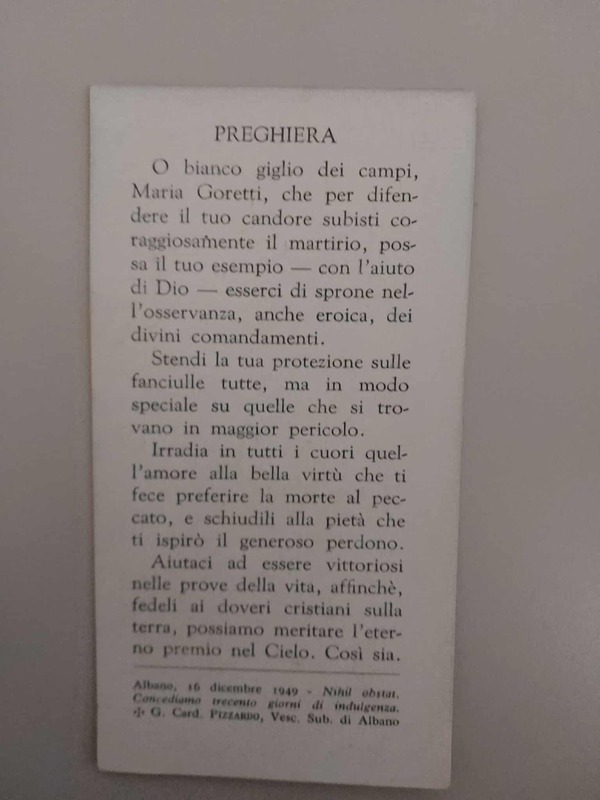 PREGHIERA
O bianco giglio dei campi,
Maria Goretti, che per difen-
dere il tuo candore subisti co-
raggiosamente il martirio, pos-
sa il tuo esempio — con l'aiuto
di Dio — esserci di sprone nel-
l'osservanza, anche eroica, dei
divini comandamenti.
Stendi la tua protezione sulle
fanciulle tutte, ma in modo
speciale su quelle che si tro-
vano in maggior pericolo.
Irradia in tutti i cuori quel-
l'amore alla bella virtù che ti
fece preferire la morte al pec-
cato, e schiudili alla pietà che
ti ispirò il generoso perdono.
Aiutaci ad essere vittoriosi
nelle prove della vita, affinchè,
fedeli ai doveri cristiani sulla
terra, possiamo meritare l'eter-
no premio nel Cielo. Così sia.
Albano, 16 dicembre 1949 - Nihil obstat.
Concediamo trecento giorni di indulgenza.
✠ G. Card. PIZZARDO, Vesc. Sub. di Albano